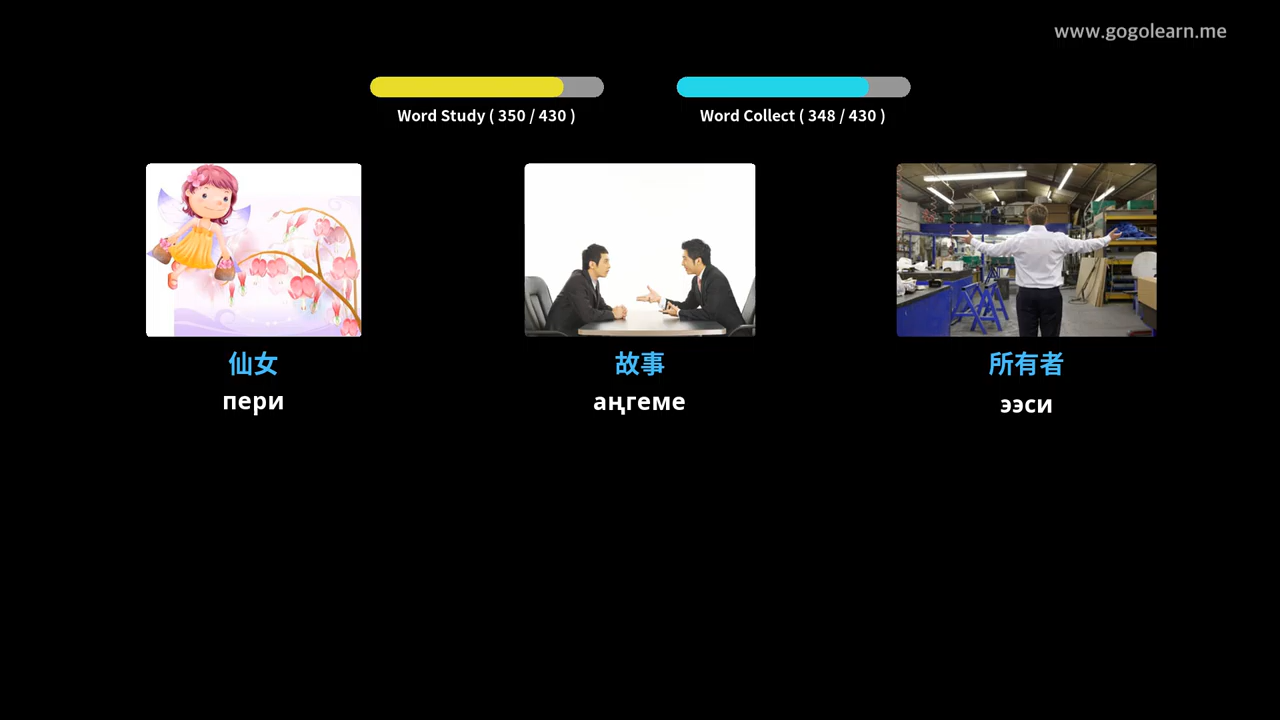 www.gogolearn.me
Word Study ( 350 / 430 )
Word Collect ( 348 / 430 )
仙女
пери
故事
аңгеме
所有者
ээси